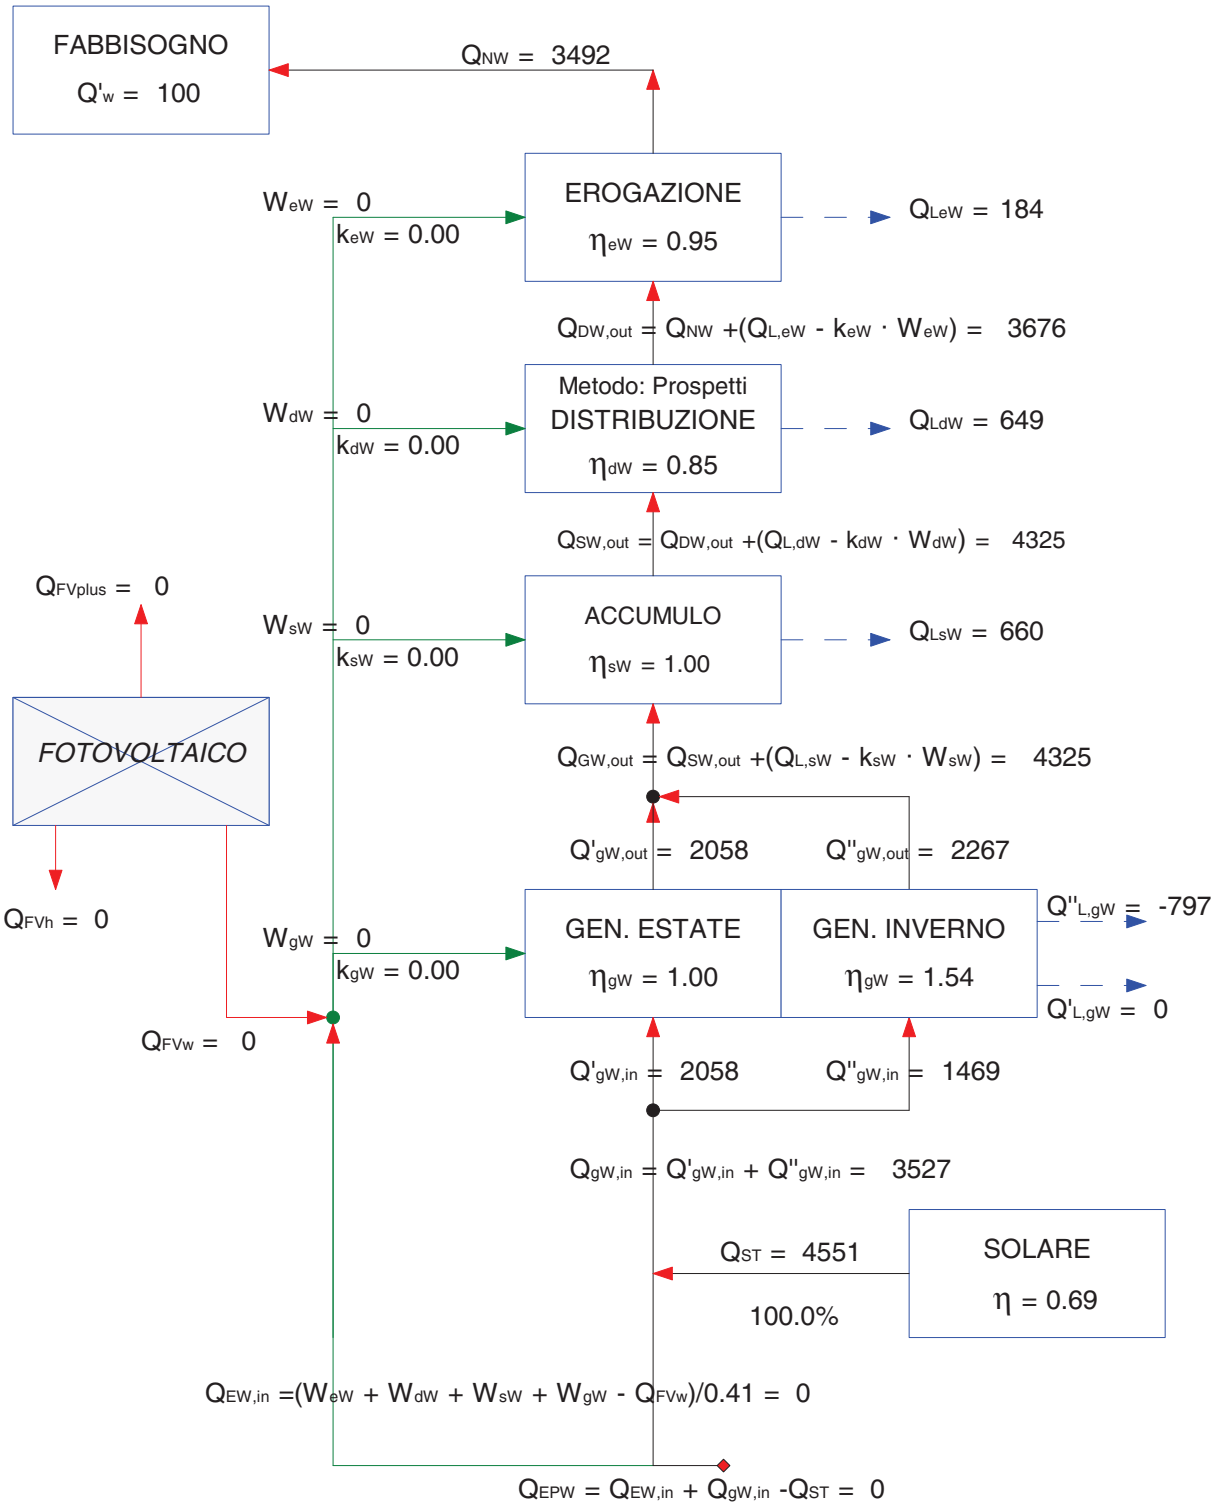 FABBISOGNO
Q'w = 100
QNW = 3492
EROGAZIONE
ηeW = 0.95
WeW = 0
keW = 0.00
QLeW = 184
QDW,out = QNW +(QL,eW - keW · WeW) = 3676
Metodo: Prospetti
DISTRIBUZIONE
ηdW = 0.85
WdW = 0
kdW = 0.00
QLdW = 649
QSW,out = QDW,out +(QL,dW - kdW · WdW) = 4325
QFVplus = 0
ACCUMULO
ηsW = 1.00
WsW = 0
ksW = 0.00
QLsW = 660
FOTOVOLTAICO
QGW,out = QSW,out +(QL,sW - ksW · WsW) = 4325
Q'gW,out = 2058
Q''gW,out = 2267
QFVh = 0
WgW = 0
kgW = 0.00
GEN. ESTATE
ηgW = 1.00
GEN. INVERNO
ηgW = 1.54
Q''L,gW = -797
Q'L,gW = 0
QFVw = 0
Q'gW,in = 2058
Q''gW,in = 1469
QgW,in = Q'gW,in + Q''gW,in = 3527
QST = 4551
100.0%
SOLARE
η = 0.69
QEW,in =(WeW + WdW + WsW + WgW - QFVw)/0.41 = 0
QEPW = QEW,in + QgW,in -QST = 0